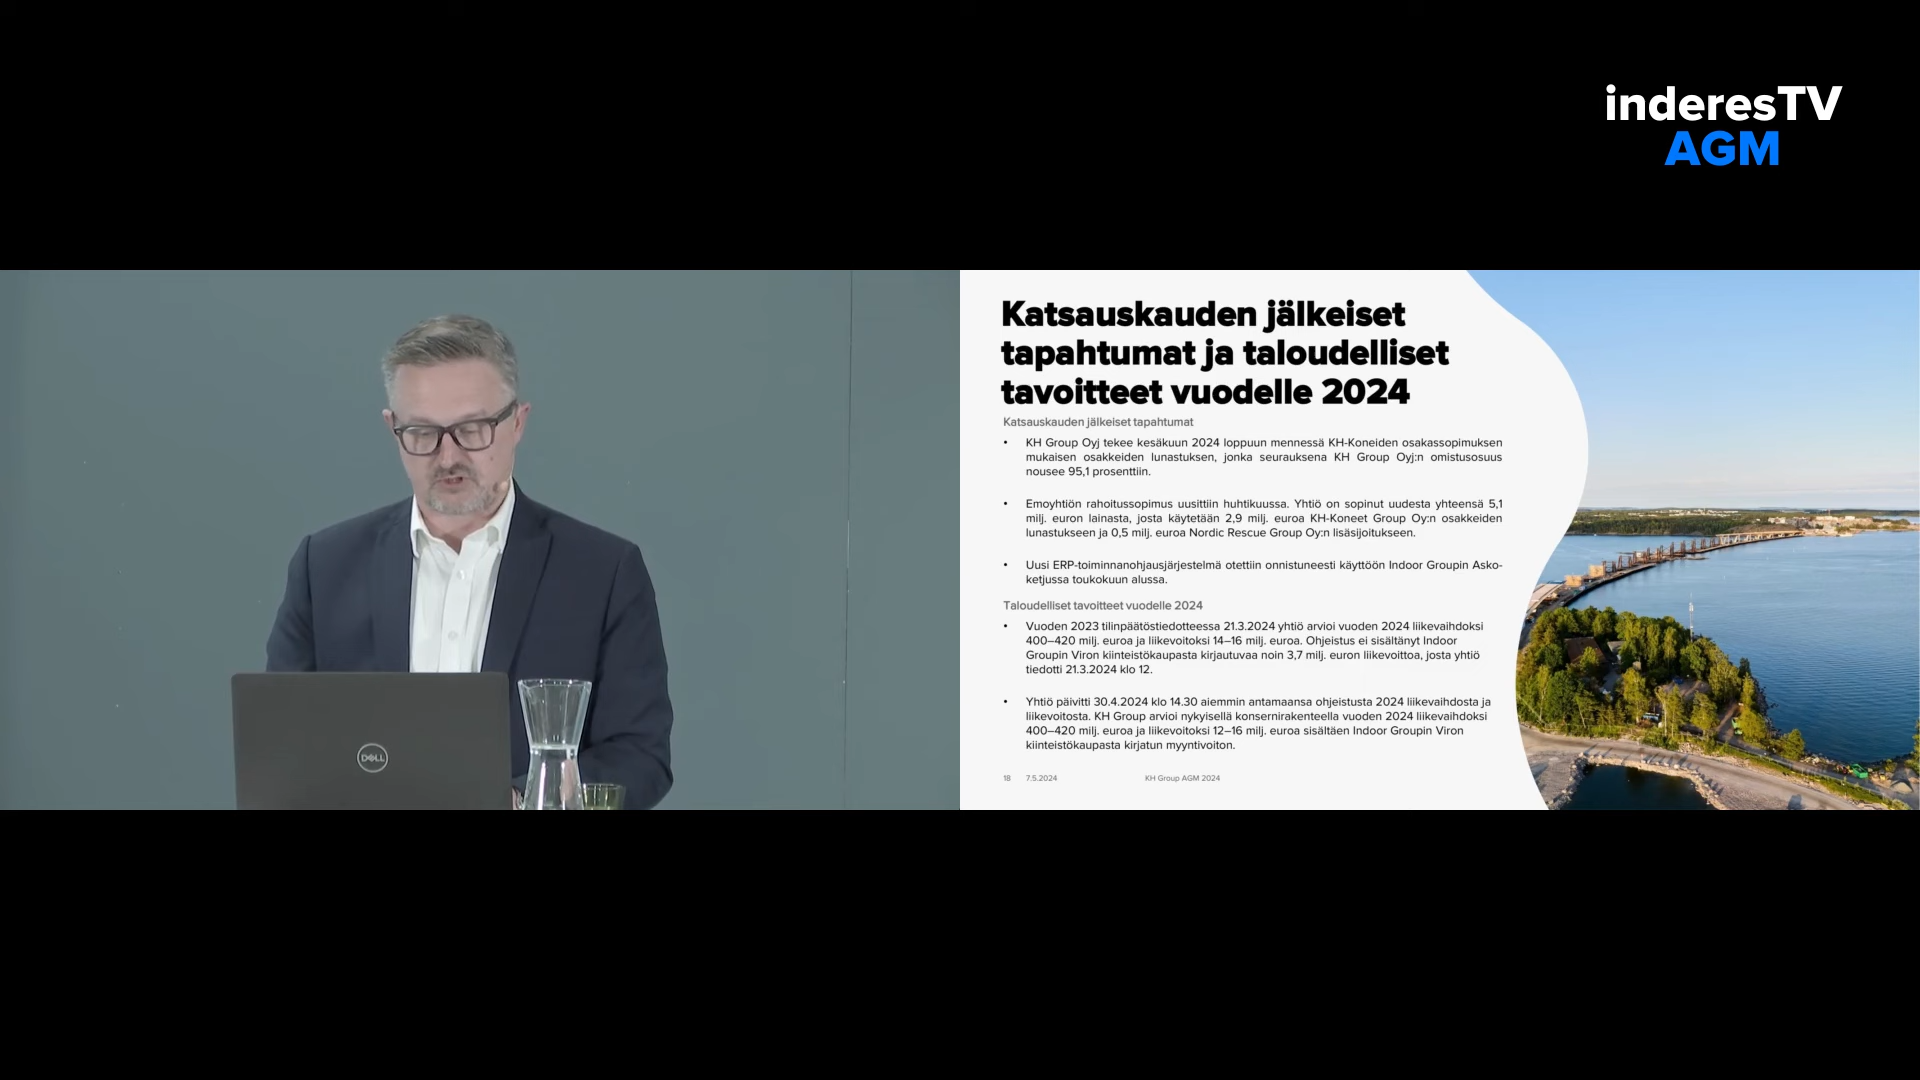 inderesTV
AGM
Katsauskauden jälkeiset
tapahtumat ja taloudelliset
tavoitteet vuodelle 2024
Katsauskauden jälkeiset tapahtumat
• KH Group Oyj tekee kesäkuun 2024 loppuun mennessä KH-Koneiden osakassopimuksen
mukaisen osakkeiden lunastuksen, jonka seurauksena KH Group Oyj:n omistusosuus
nousee 95,1 prosenttiin.
• Emoyhtiön rahoitussopimus uusittiin huhtikuussa. Yhtiö on sopinut uudesta yhteensä 5,1
milj. euron lainasta, josta käytetään 2,9 milj. euroa KH-Koneet Group Oy:n osakkeiden
lunastukseen ja 0,5 milj. euroa Nordic Rescue Group Oy:n lisäsijoitukseen.
• Uusi ERP-toiminnanohjausjärjestelmä otettiin onnistuneesti käyttöön Indoor Groupin Asko-
ketjussa toukokuun alussa.
Taloudelliset tavoitteet vuodelle 2024
• Vuoden 2023 tilinpäätöstiedotteessa 21.3.2024 yhtiö arvioi vuoden 2024 liikevaihdoksi
400–420 milj. euroa ja liikevoitoksi 14–16 milj. euroa. Ohjeistus ei sisältänyt Indoor
Groupin Viron kiinteistökaupasta kirjautuvaa noin 3,7 milj. euron liikevoittoa, josta yhtiö
tiedotti 21.3.2024 klo 12.
• Yhtiö päivitti 30.4.2024 klo 14.30 aiemmin antamaansa ohjeistusta 2024 liikevaihdosta ja
liikevoitosta. KH Group arvioi nykyisellä konsernirakenteella vuoden 2024 liikevaihdoksi
400–420 milj. euroa ja liikevoitoksi 12–16 milj. euroa sisältäen Indoor Groupin Viron
kiinteistökaupasta kirjatun myyntivoiton.
18 7.5.2024 KH Group AGM 2024
DELL